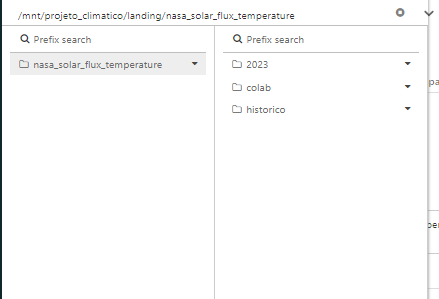 /mnt/projeto_climatico/landing/nasa_solar_flux_temperature
Prefix search
nasa_solar_flux_temperature
Prefix search
2023
colab
historico